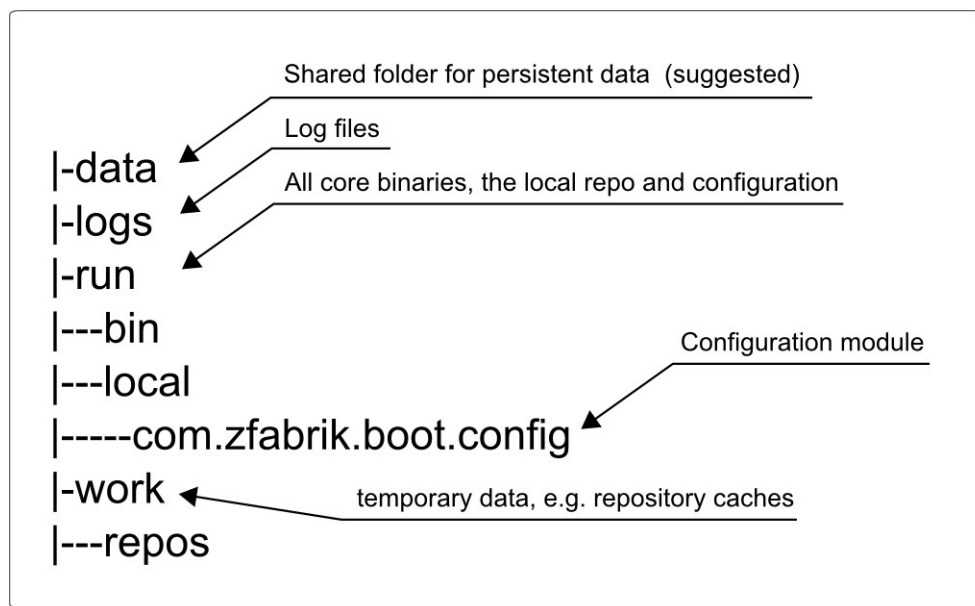 Shared folder for persistent data (suggested)
Log files
|-data
All core binaries, the local repo and configuration
|-logs
|-run
|---bin
Configuration module
|---local
|-----com.zfabrik.boot.config
|-work
temporary data, e.g. repository caches
|---repos